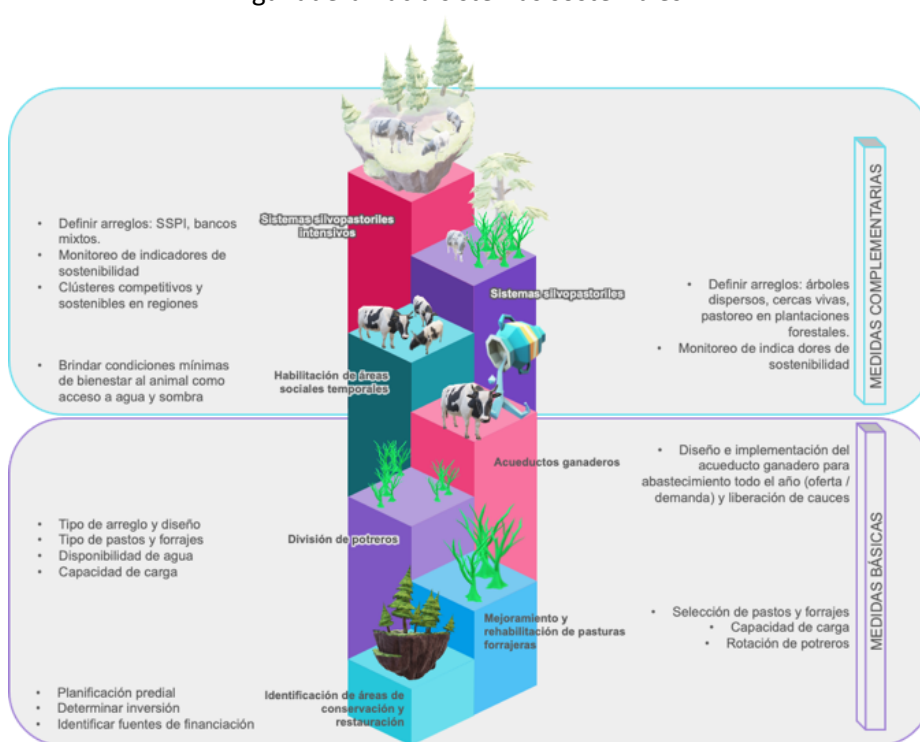 Sistemas silvopastoriles
intensivos
• Definir arreglos: SSPI, bancos
mixtos.
• Monitoreo de indicadores de
sostenibilidad
• Clústeres competitivos y
sostenibles en regiones
Sistemas silvopastoriles
• Definir arreglos: árboles
dispersos, cercas vivas,
pastoreo en plantaciones
forestales.
• Monitoreo de indica dores de
sostenibilidad
MEDIDAS COMPLEMENTARIAS
• Brindar condiciones mínimas
de bienestar al animal como
acceso a agua y sombra
Habilitación de áreas
sociales temporales
Acueductos ganaderos
• Diseño e implementación del
acueducto ganadero para
abastecimiento todo el año (oferta /
demanda) y liberación de cauces
• Tipo de arreglo y diseño
• Tipo de pastos y forrajes
• Disponibilidad de agua
• Capacidad de carga
División de potreros
MEDIDAS BÁSICAS
Mejoramiento y
rehabilitación de pasturas
forrajeras
• Selección de pastos y forrajes
• Capacidad de carga
• Rotación de potreros
• Planificación predial
• Determinar inversión
• Identificar fuentes de financiación
Identificación de áreas de
conservación y
restauración